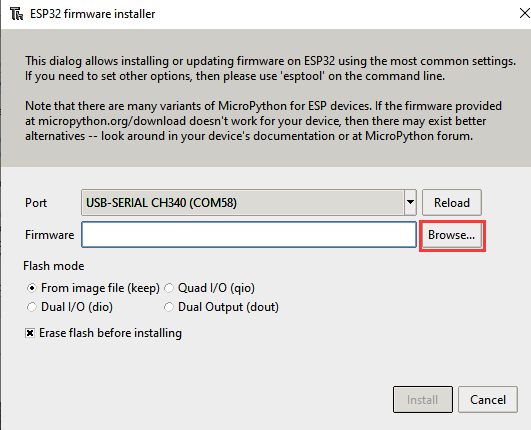 ESP32 firmware installer
This dialog allows installing or updating firmware on ESP32 using the most common settings.
If you need to set other options, then please use 'esptool' on the command line.
Note that there are many variants of MicroPython for ESP devices. If the firmware provided
at micropython.org/download doesn't work for your device, then there may exist better
alternatives -- look around in your device's documentation or at MicroPython forum.
Port USB-SERIAL CH340 (COM58) Reload
Firmware Browse...
Flash mode
From image file (keep) Quad I/O (qio)
Dual I/O (dio) Dual Output (dout)
Erase flash before installing
Install Cancel